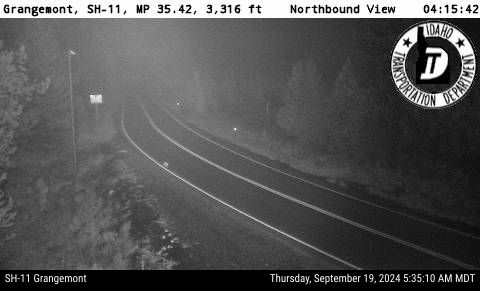 Grangemont, SH-11, MP 35.42, 3,316 ft Northbound View 04:15:42
IDAHO
TRANSPORTATION DEPARTMENT
SH-11 Grangemont Thursday, September 19, 2024 5:35:10 AM MDT